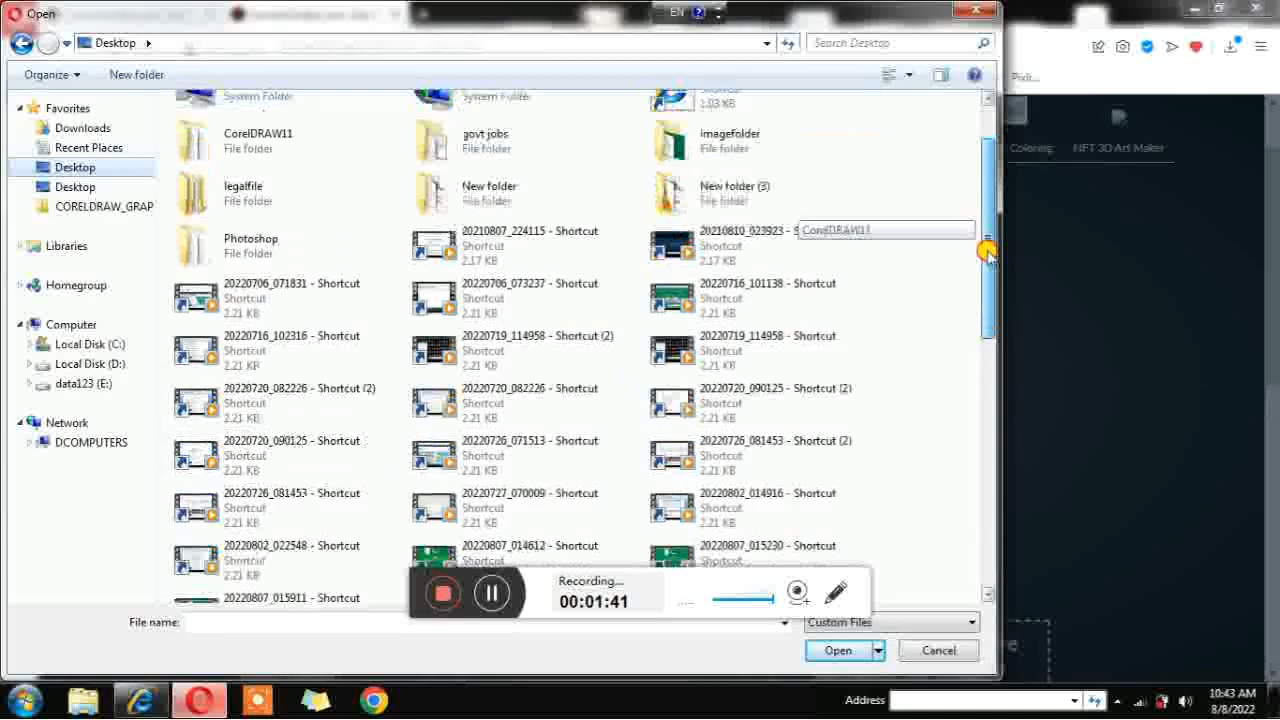 Open
EN
Desktop
Search Desktop
Organize
New folder
Favorites
Downloads
Recent Places
Desktop
Desktop
CORELDRAW_GRAP
Libraries
Homegroup
Computer
Local Disk (C:)
Local Disk (D:)
data123 (E:)
Network
DCOMPUTERS
System Folder
System Folder
1.03 KB
CorelDRAW11
File folder
govt jobs
File folder
imagefolder
File folder
legalfile
File folder
New folder
File folder
New folder (3)
File folder
Photoshop
File folder
20210807_224115 - Shortcut
Shortcut
2.17 KB
20210810_023923 - S
Shortcut
2.17 KB
CorelDRAW11
20220706_071831 - Shortcut
Shortcut
2.21 KB
20220706_073237 - Shortcut
Shortcut
2.21 KB
20220716_101138 - Shortcut
Shortcut
2.21 KB
20220716_102316 - Shortcut
Shortcut
2.21 KB
20220719_114958 - Shortcut (2)
Shortcut
2.21 KB
20220719_114958 - Shortcut
Shortcut
2.21 KB
20220720_082226 - Shortcut (2)
Shortcut
2.21 KB
20220720_082226 - Shortcut
Shortcut
2.21 KB
20220720_090125 - Shortcut (2)
Shortcut
2.21 KB
20220720_090125 - Shortcut
Shortcut
2.21 KB
20220726_071513 - Shortcut
Shortcut
2.21 KB
20220726_081453 - Shortcut (2)
Shortcut
2.21 KB
20220726_081453 - Shortcut
Shortcut
2.21 KB
20220727_070009 - Shortcut
Shortcut
2.21 KB
20220802_014916 - Shortcut
Shortcut
2.21 KB
20220802_022548 - Shortcut
Shortcut
2.21 KB
20220807_014612 - Shortcut
Shortcut
20220807_015230 - Shortcut
Shortcut
20220807_015911 - Shortcut
Recording...
00:01:41
File name:
Custom Files
Open
Cancel
Coloring
NFT 3D Art Maker
Address
10:43 AM
8/8/2022